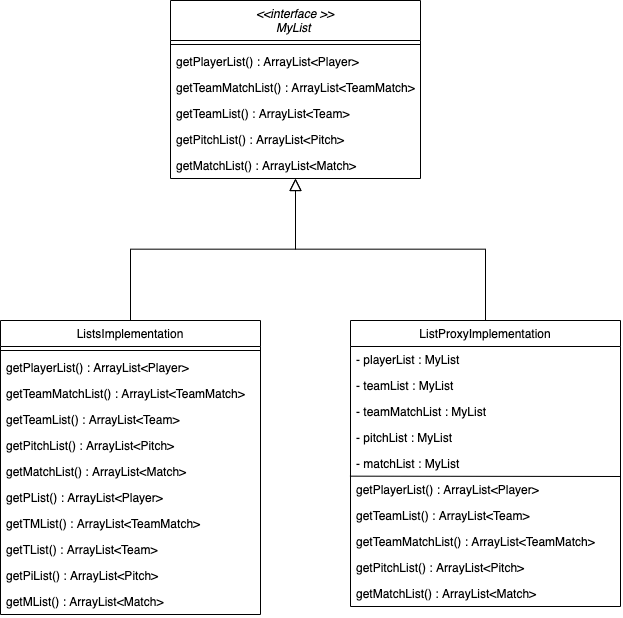 <<interface >>
MyList
getPlayerList() : ArrayList<Player>
getTeamMatchList() : ArrayList<TeamMatch>
getTeamList() : ArrayList<Team>
getPitchList() : ArrayList<Pitch>
getMatchList() : ArrayList<Match>
ListsImplementation
getPlayerList() : ArrayList<Player>
getTeamMatchList() : ArrayList<TeamMatch>
getTeamList() : ArrayList<Team>
getPitchList() : ArrayList<Pitch>
getMatchList() : ArrayList<Match>
getPList() : ArrayList<Player>
getTMList() : ArrayList<TeamMatch>
getTList() : ArrayList<Team>
getPiList() : ArrayList<Pitch>
getMList() : ArrayList<Match>
ListProxyImplementation
- playerList : MyList
- teamList : MyList
- teamMatchList : MyList
- pitchList : MyList
- matchList : MyList
getPlayerList() : ArrayList<Player>
getTeamList() : ArrayList<Team>
getTeamMatchList() : ArrayList<TeamMatch>
getPitchList() : ArrayList<Pitch>
getMatchList() : ArrayList<Match>